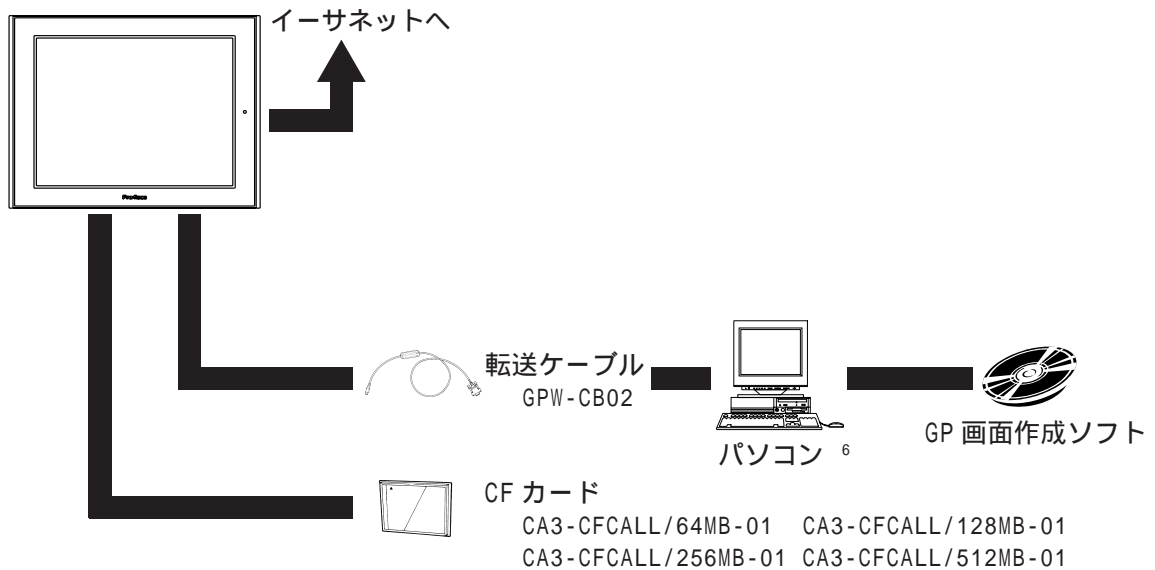 イーサネットへ
Pro-face
転送ケーブル
GPW-CB02
パソコン 6
GP 画面作成ソフト
CF カード
CA3-CFCALL/64MB-01 CA3-CFCALL/128MB-01
CA3-CFCALL/256MB-01 CA3-CFCALL/512MB-01